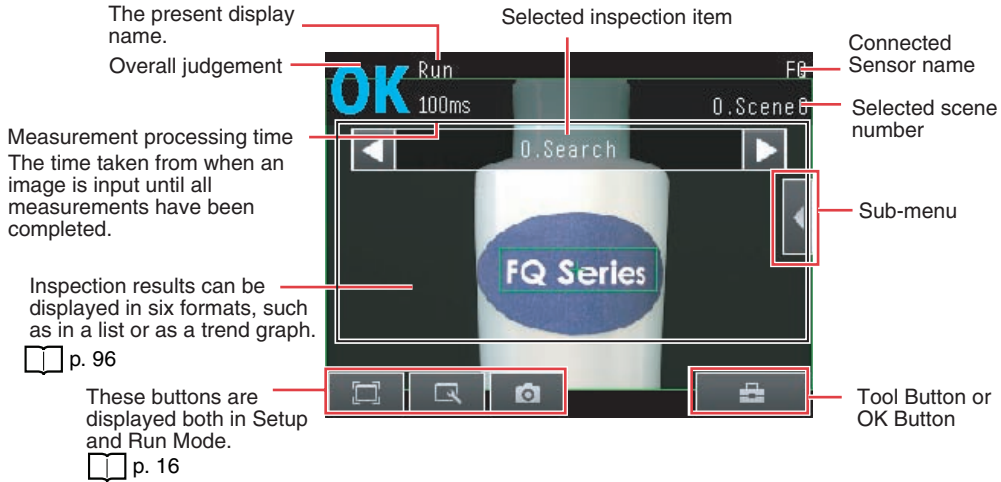 The present display
name.
Selected inspection item
Overall judgement
Connected
Sensor name
OK
Run
FQ
100ms
0.Scene0
Selected scene
number
Measurement processing time
The time taken from when an
image is input until all
measurements have been
completed.
0.Search
Sub-menu
FQ Series
Inspection results can be
displayed in six formats, such
as in a list or as a trend graph.
p. 96
These buttons are
displayed both in Setup
and Run Mode.
p. 16
Tool Button or
OK Button